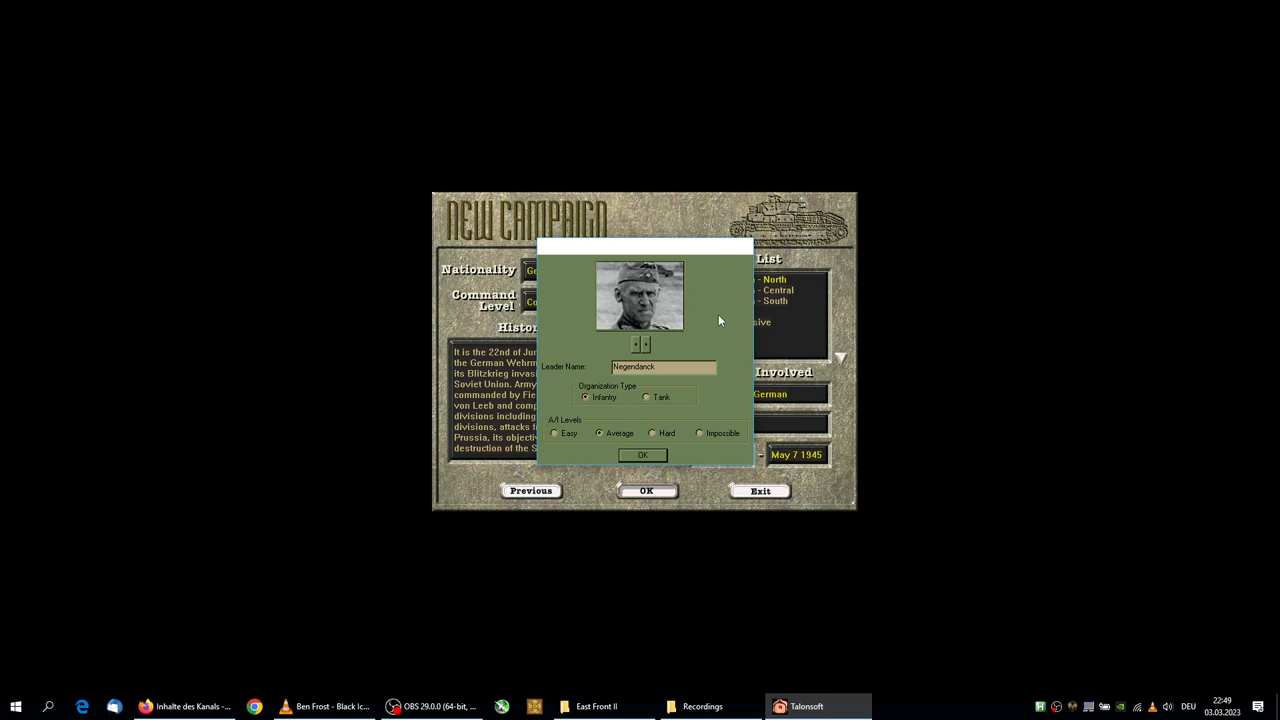 NEW CAMPAIGN
Nationality
Ge
List
- North
- Central
- South
sive
Command
Level
Co
Histo
It is the 22nd of Jun
the German Wehrm
its Blitzkrieg invas
Soviet Union. Army
commanded by Fie
von Leeb and comp
divisions including
divisions, attacks f
Prussia, its objecti
destruction of the S
Leader Name:
Negendanck
Organization Type
Infantry
Tank
A/I Levels
Easy
Average
Hard
Impossible
OK
Involved
German
- May 7 1945
Previous
OK
Exit
Inhalte des Kanals -...
Ben Frost - Black Ic...
OBS 29.0.0 (64-bit, ...
East Front II
Recordings
Talonsoft
DEU
22:49
03.03.2023